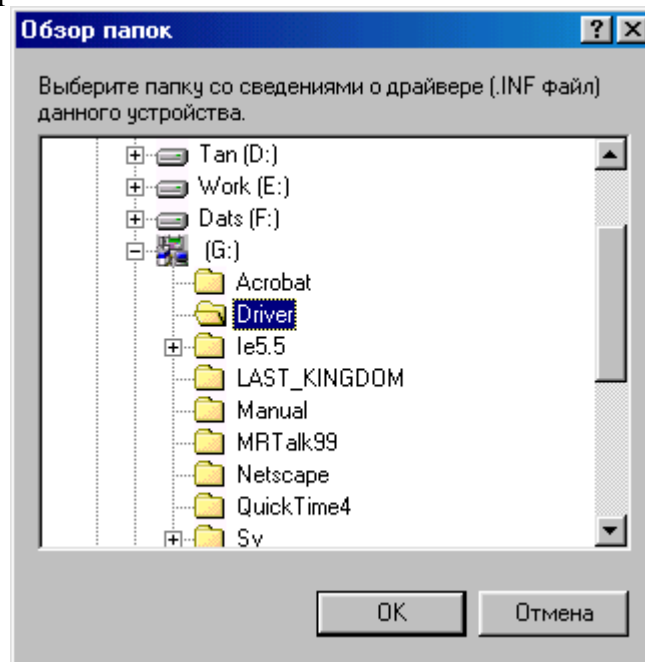 Обзор папок
Выберите папку со сведениями о драйвере (.INF файл)
данного устройства.
Tan (D:)
Work (E:)
Dats (F:)
(G:)
Acrobat
Driver
Ie5.5
LAST_KINGDOM
Manual
MRTalk99
Netscape
QuickTime4
Sv
OK Отмена